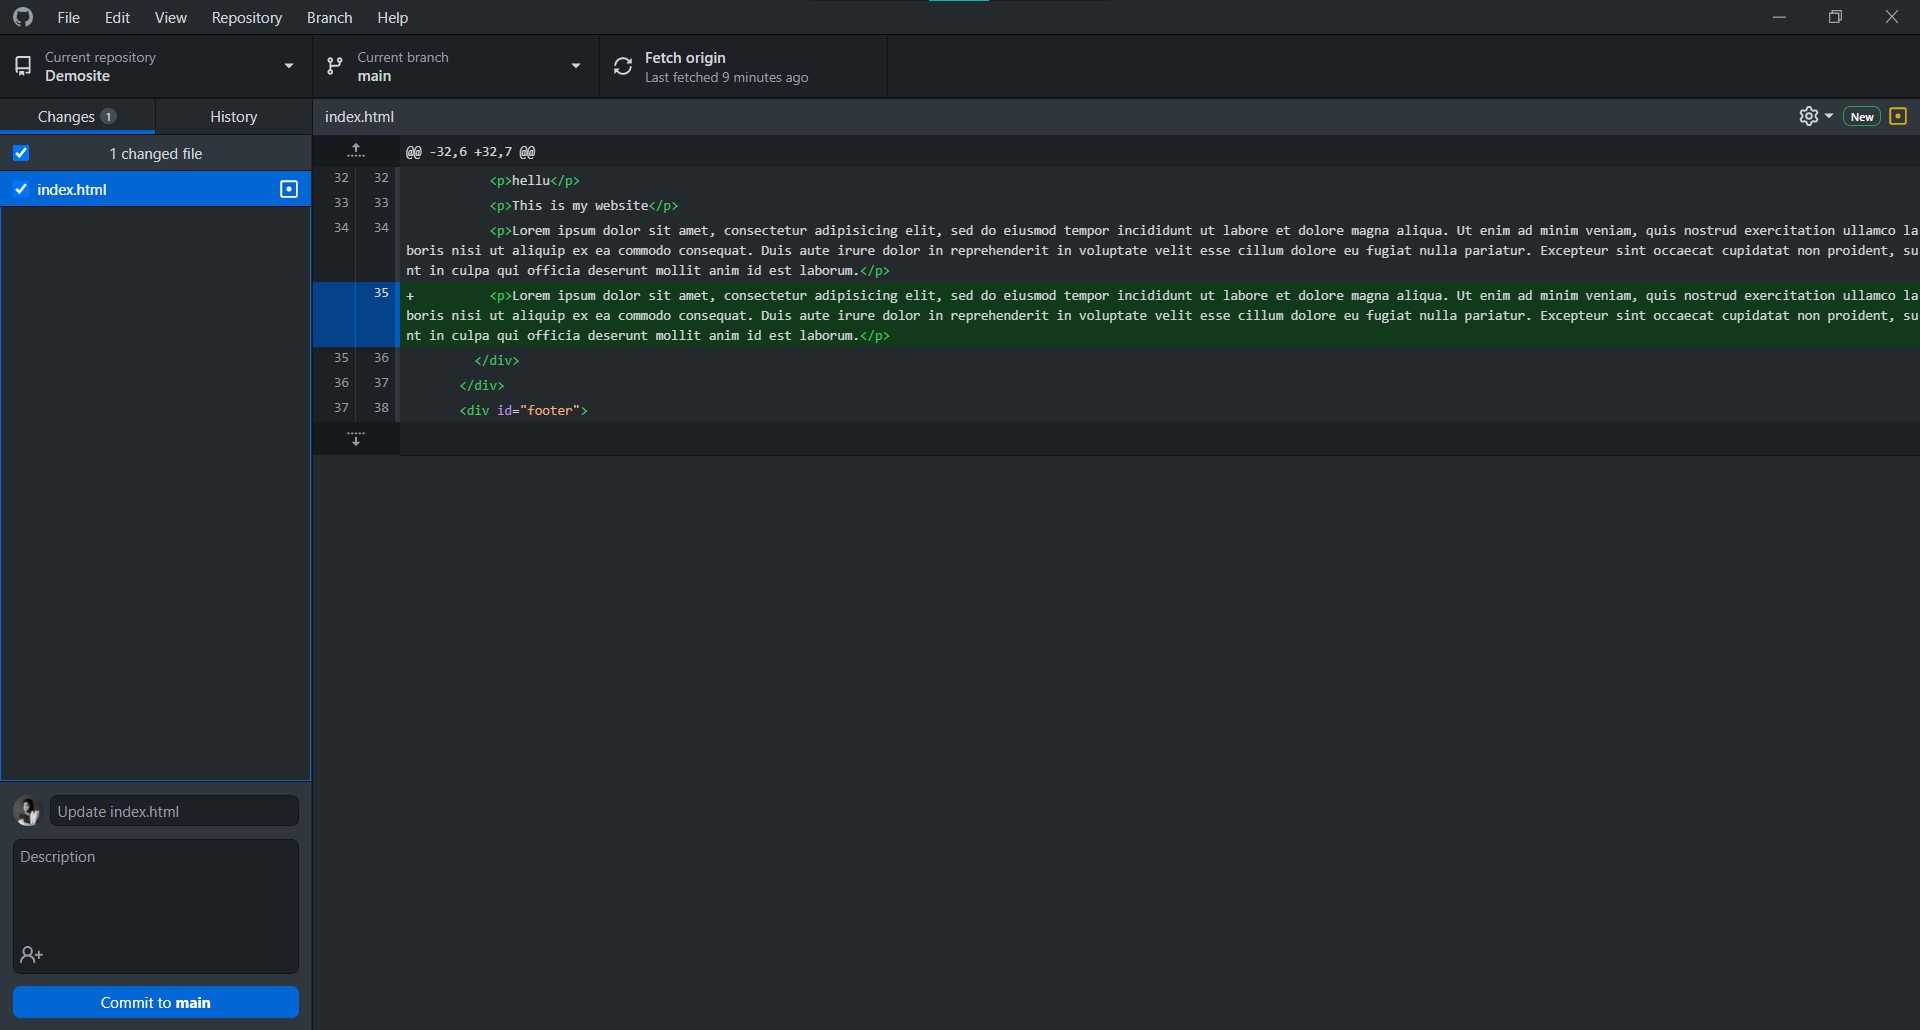 File Edit View Repository Branch Help
Current repository
Demosite
Current branch
main
Fetch origin
Last fetched 9 minutes ago
Changes 1
History
index.html
New
1 changed file
index.html
@@ -32,6 +32,7 @@
32 32 <p>hellu</p>
33 33 <p>This is my website</p>
34 34 <p>Lorem ipsum dolor sit amet, consectetur adipisicing elit, sed do eiusmod tempor incididunt ut labore et dolore magna aliqua. Ut enim ad minim veniam, quis nostrud exercitation ullamco la
boris nisi ut aliquip ex ea commodo consequat. Duis aute irure dolor in reprehenderit in voluptate velit esse cillum dolore eu fugiat nulla pariatur. Excepteur sint occaecat cupidatat non proident, su
nt in culpa qui officia deserunt mollit anim id est laborum.</p>
35 + <p>Lorem ipsum dolor sit amet, consectetur adipisicing elit, sed do eiusmod tempor incididunt ut labore et dolore magna aliqua. Ut enim ad minim veniam, quis nostrud exercitation ullamco la
boris nisi ut aliquip ex ea commodo consequat. Duis aute irure dolor in reprehenderit in voluptate velit esse cillum dolore eu fugiat nulla pariatur. Excepteur sint occaecat cupidatat non proident, su
nt in culpa qui officia deserunt mollit anim id est laborum.</p>
35 36 </div>
36 37 </div>
37 38 <div id="footer">
Update index.html
Description
Commit to main